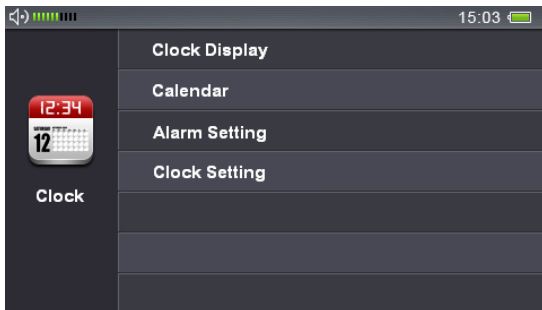 15:03
Clock Display
Calendar
12:34
Alarm Setting
12
Clock Setting
Clock